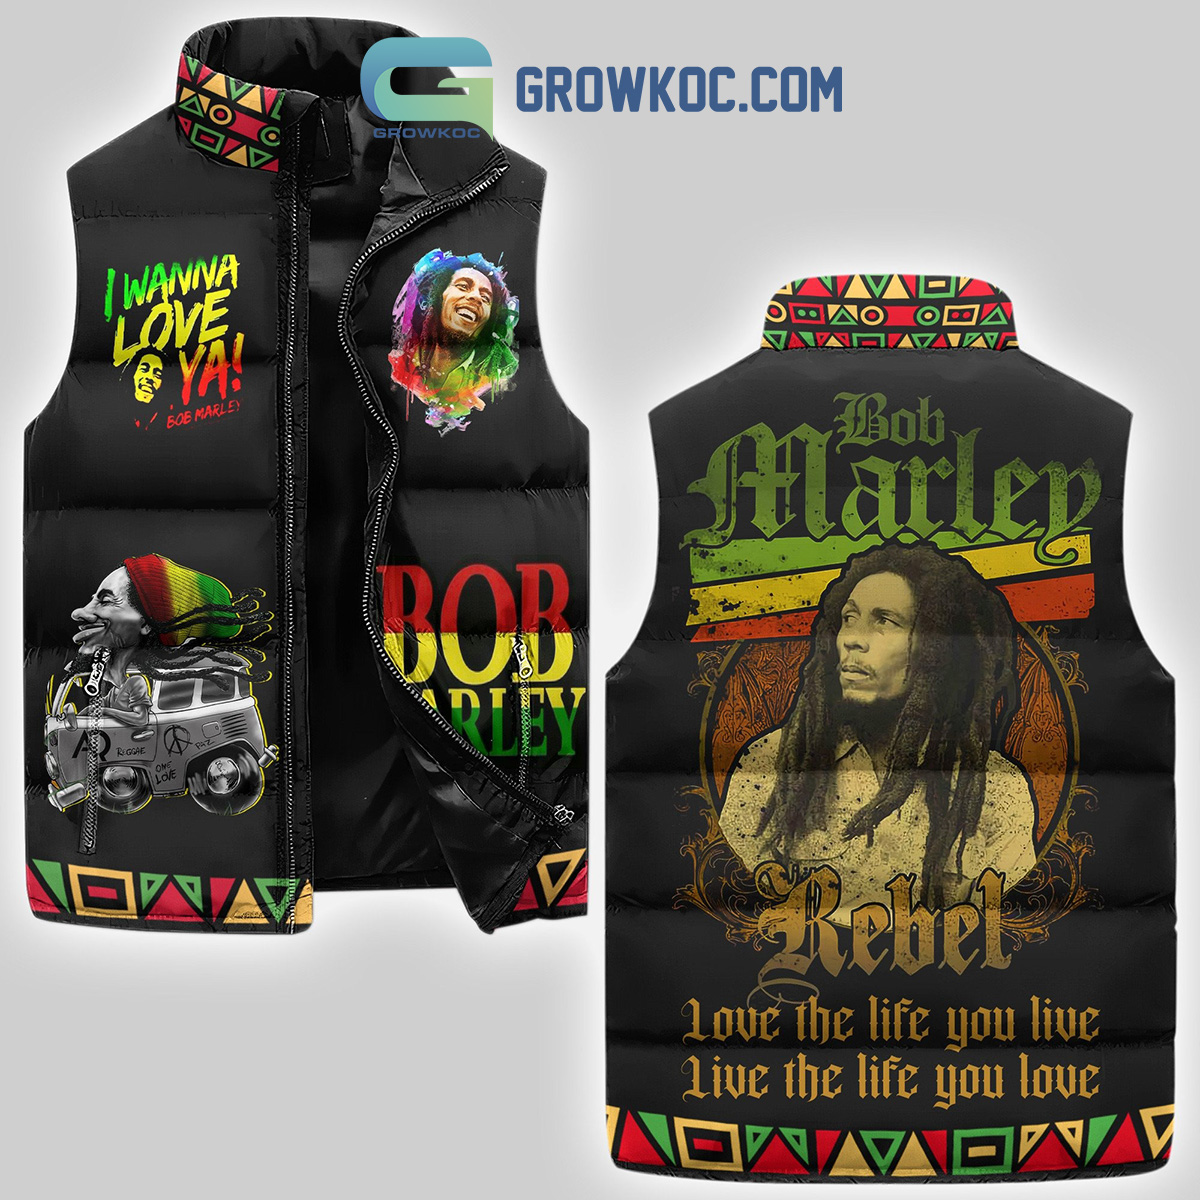 GROWKOC
GROWKOC.COM
I WANNA
LOVE
YA!
BOB MARLEY
REGGAE
ONE
LOVE
BOB
MARLEY
Bob
Marley
Rebel
Love the life you live
Live the life you love